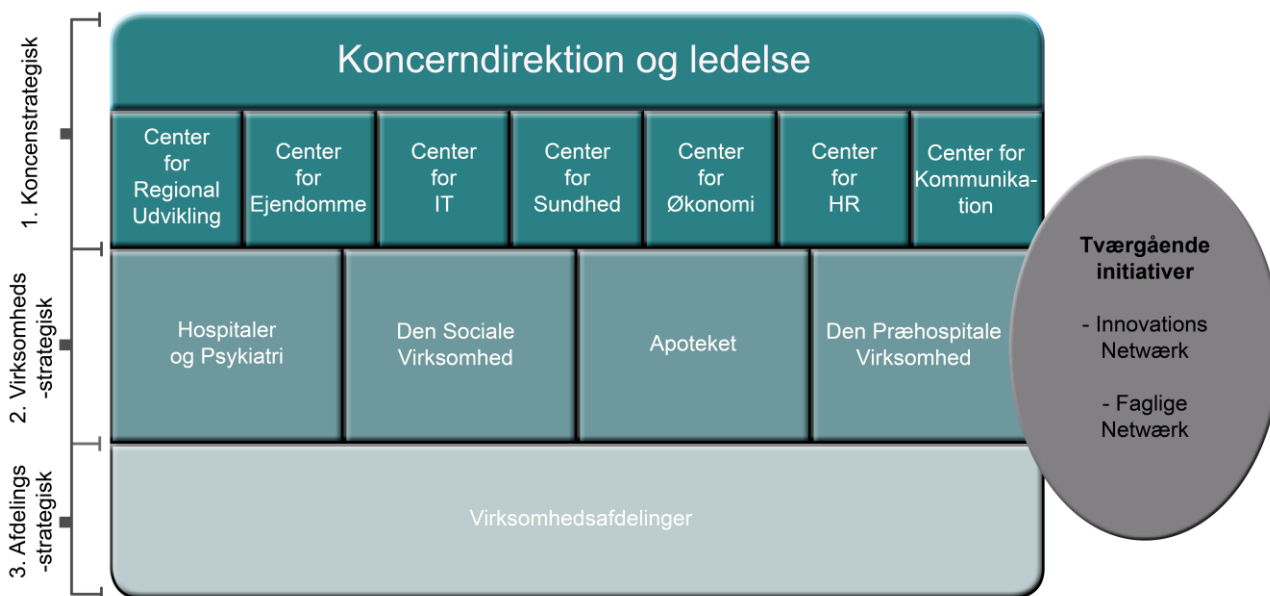 1. Koncenstrategisk
Koncerndirektion og ledelse
Center
for
Regional
Udvikling
Center
for
Ejendomme
Center
for
IT
Center
for
Sundhed
Center
for
Økonomi
Center
for
HR
Center for
Kommunika-
tion
2. Virksomheds
-strategisk
Hospitaler
og Psykiatri
Den Sociale
Virksomhed
Apoteket
Den Præhospitale
Virksomhed
3. Afdelings
-strategisk
Virksomhedsafdelinger
Tværgående
initiativer
- Innovations
Netwærk
- Faglige
Netwærk